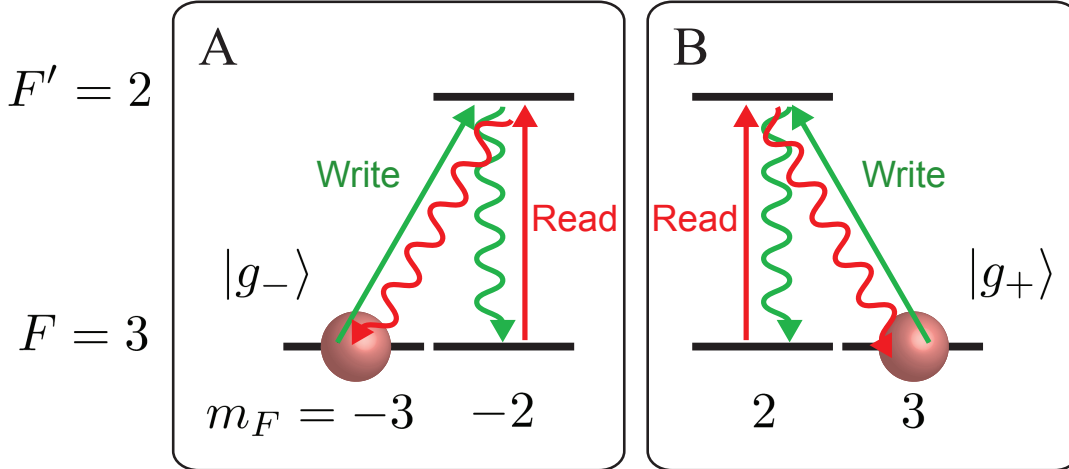 A
B
F′ = 2
Write
Read
Read
Write
|g₋⟩
|g₊⟩
F = 3
m_F = −3
−2
2
3